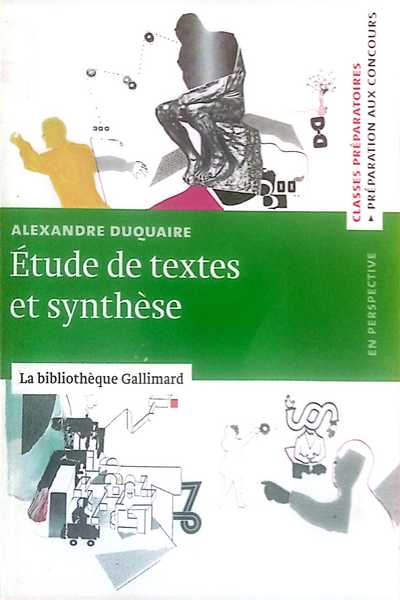 CLASSES PRÉPARATOIRES
▸ PRÉPARATION AUX CONCOURS
ALEXANDRE DUQUAIRE
Étude de textes
et synthèse
EN PERSPECTIVE
La bibliothèque Gallimard